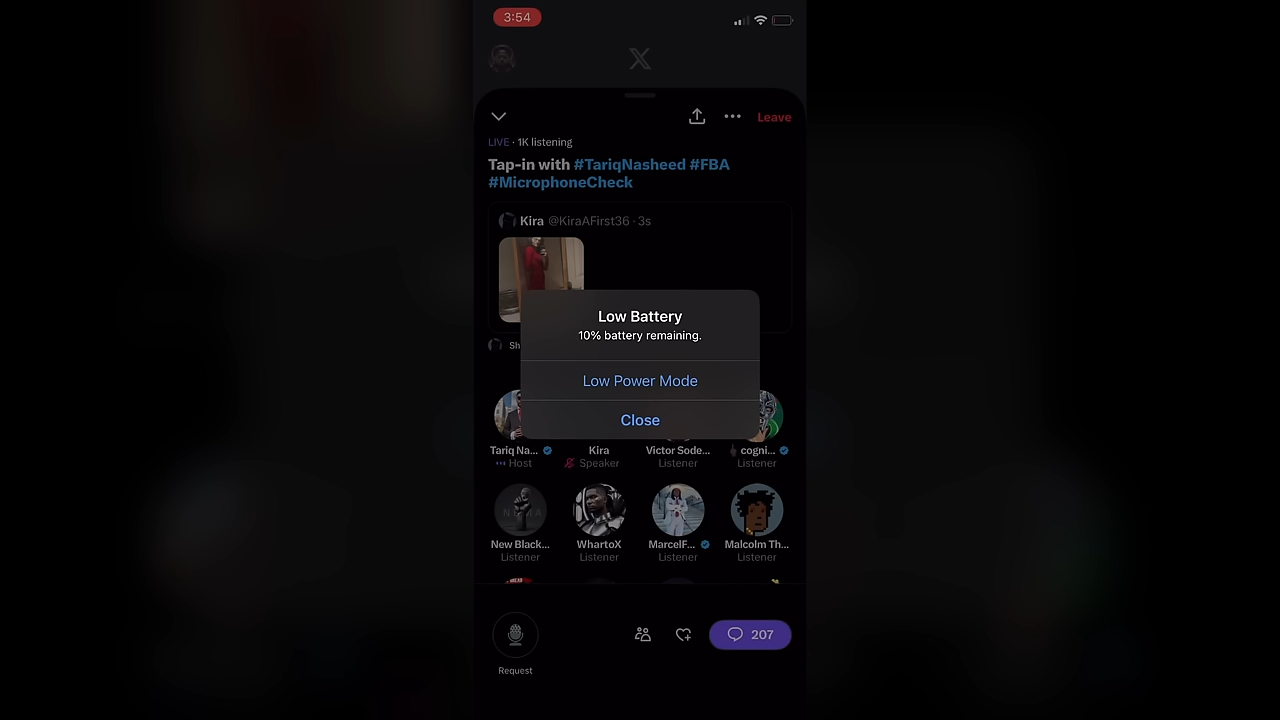 3:54
X
Leave
LIVE · 1K listening
Tap-in with #TariqNasheed #FBA
#MicrophoneCheck
Kira @KiraAFirst36 · 3s
Low Battery
10% battery remaining.
Sh
Low Power Mode
Close
Tariq Na... Kira Victor Sode... cogni...
Host Speaker Listener Listener
New Black... WhartoX MarcelF... Malcolm Th...
Listener Listener Listener Listener
207
Request